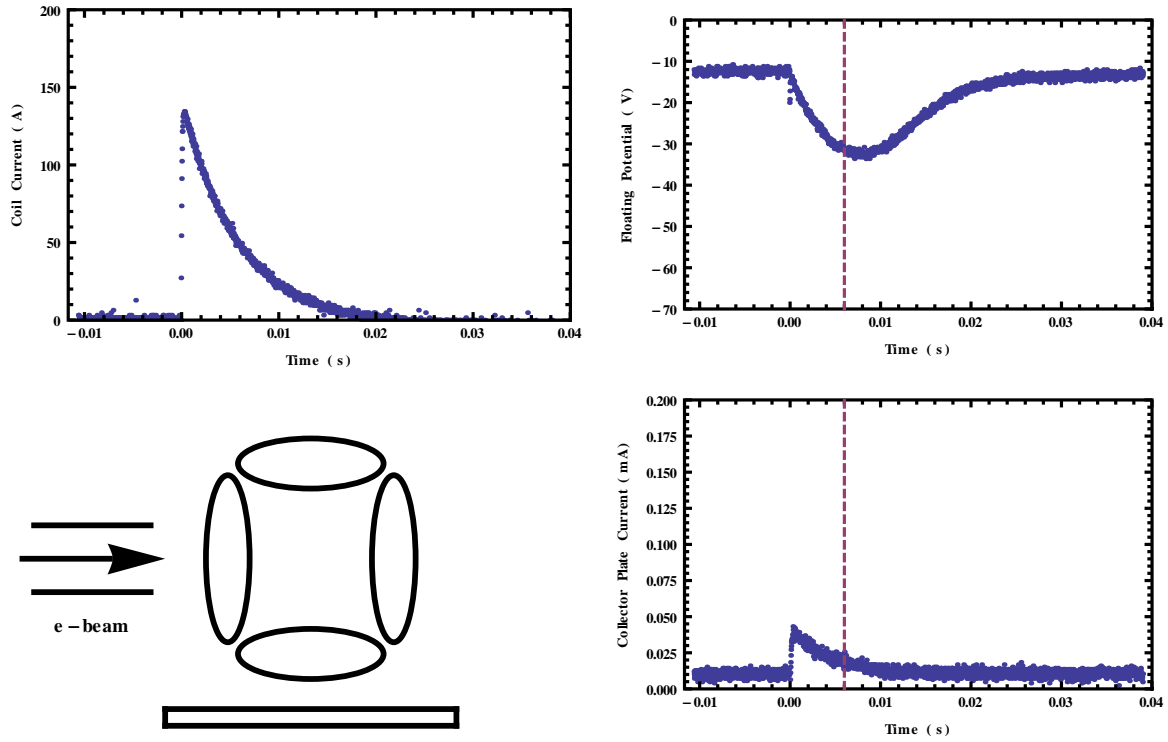 200
150
100
50
0
Coil Current ( A )
−0.01 0.00 0.01 0.02 0.03 0.04
Time ( s )
0
−10
−20
−30
−40
−50
−60
−70
Floating Potential ( V )
−0.01 0.00 0.01 0.02 0.03 0.04
Time ( s )
e −beam
0.200
0.175
0.150
0.125
0.100
0.075
0.050
0.025
0.000
Collector Plate Current ( mA )
−0.01 0.00 0.01 0.02 0.03 0.04
Time ( s )